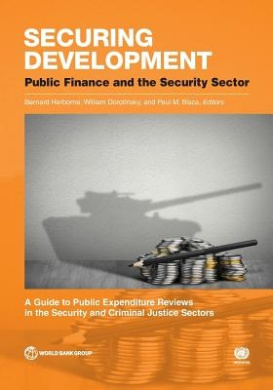 SECURING
DEVELOPMENT
Public Finance and the Security Sector
Bernard Harborne, William Dorotinsky, and Paul M. Bisca, Editors
A Guide to Public Expenditure Reviews
in the Security and Criminal Justice Sectors
WORLD BANK GROUP